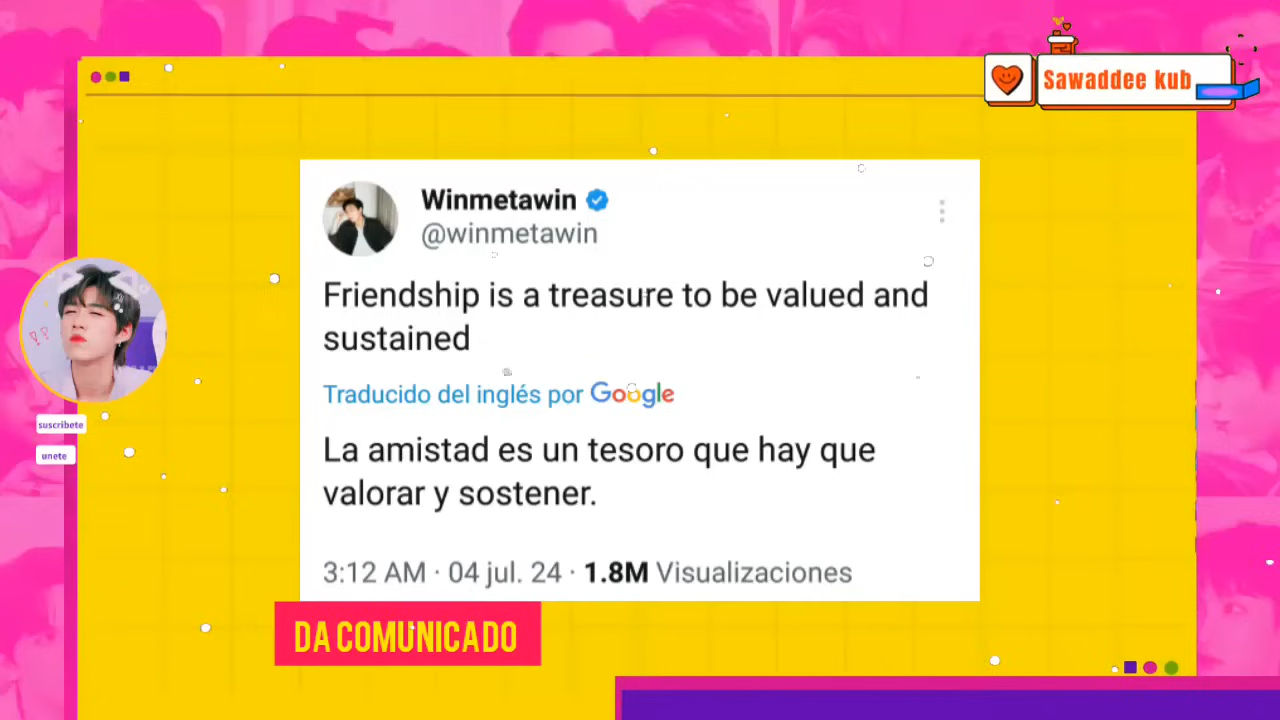 Sawaddee kub
Winmetawin
@winmetawin
Friendship is a treasure to be valued and
sustained
Traducido del inglés por Google
La amistad es un tesoro que hay que
valorar y sostener.
3:12 AM · 04 jul. 24 · 1.8M Visualizaciones
suscribete
unete
DA COMUNICADO